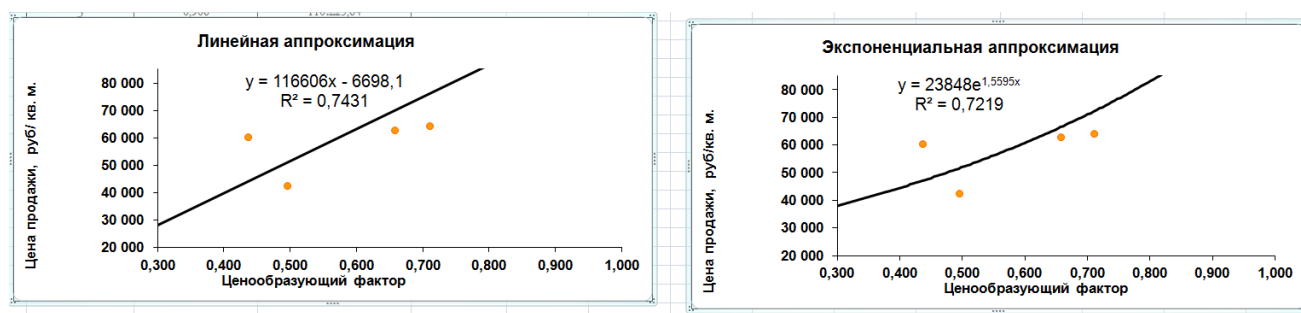 Линейная аппроксимация
y = 116606x - 6698,1
R² = 0,7431
Цена продажи, руб/ кв. м.
80 000
70 000
60 000
50 000
40 000
30 000
20 000
0,300 0,400 0,500 0,600 0,700 0,800 0,900 1,000
Ценообразующий фактор
Экспоненциальная аппроксимация
y = 23848e^1,5595x
R² = 0,7219
Цена продажи, руб/кв. м.
80 000
70 000
60 000
50 000
40 000
30 000
20 000
0,300 0,400 0,500 0,600 0,700 0,800 0,900 1,000
Ценообразующий фактор